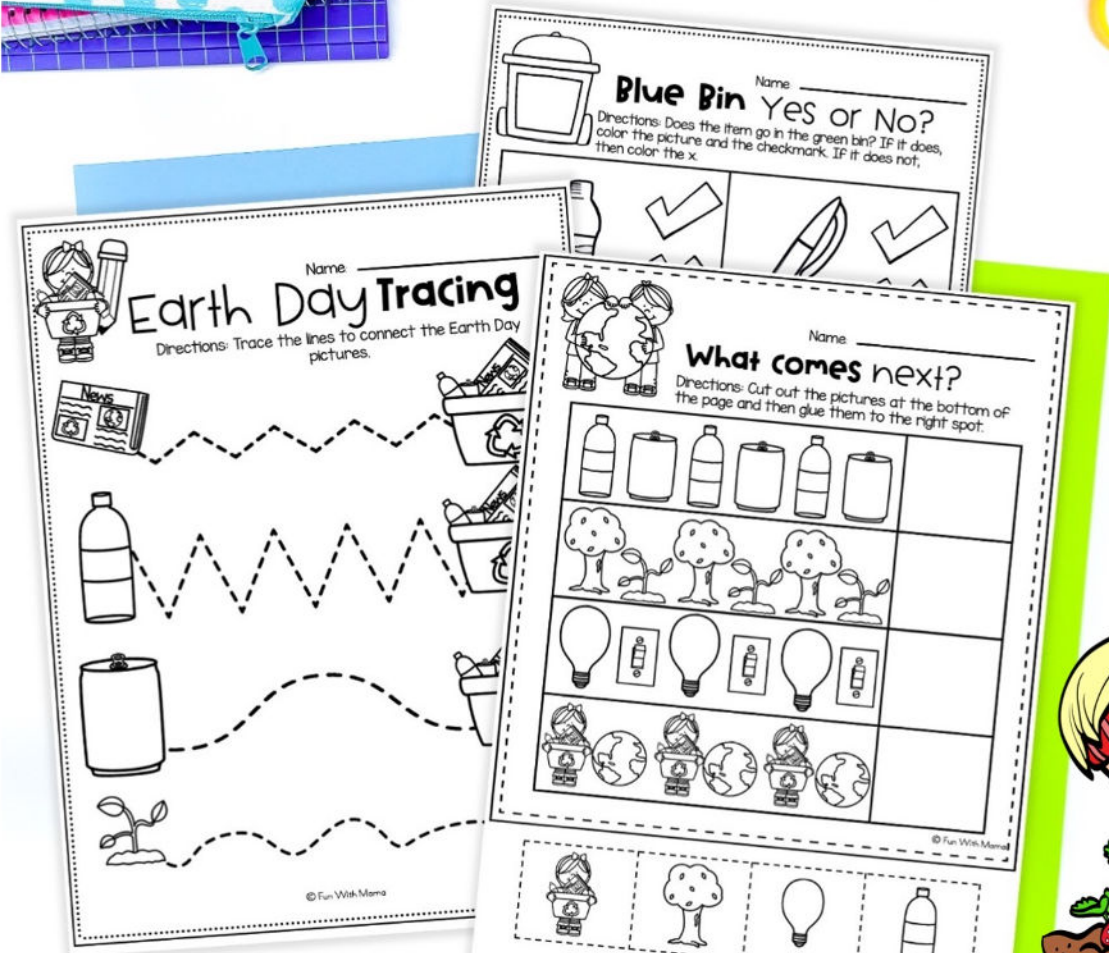 Name
Blue Bin Yes or No?
Directions: Does the item go in the green bin? If it does,
color the picture and the checkmark. If it does not,
then color the x.
Name
Earth Day Tracing
Directions: Trace the lines to connect the Earth Day
pictures.
News
News
News
© Fun With Mama
Name
What comes next?
Directions: Cut out the pictures at the bottom of
the page and then glue them to the right spot.
© Fun With Mama